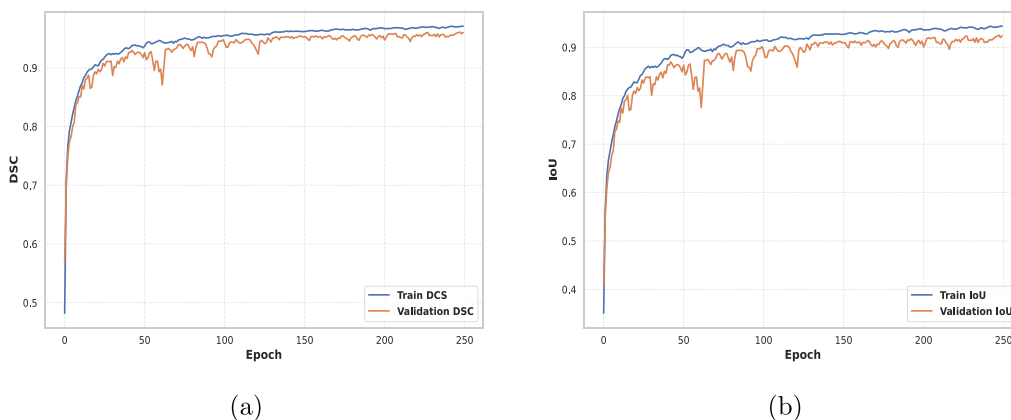 0.9
0.8
0.7
0.6
0.5
DSC
0
50
100
150
200
250
Epoch
Train DCS
Validation DSC
(a)
0.9
0.8
0.7
0.6
0.5
0.4
IoU
0
50
100
150
200
250
Epoch
Train IoU
Validation IoU
(b)